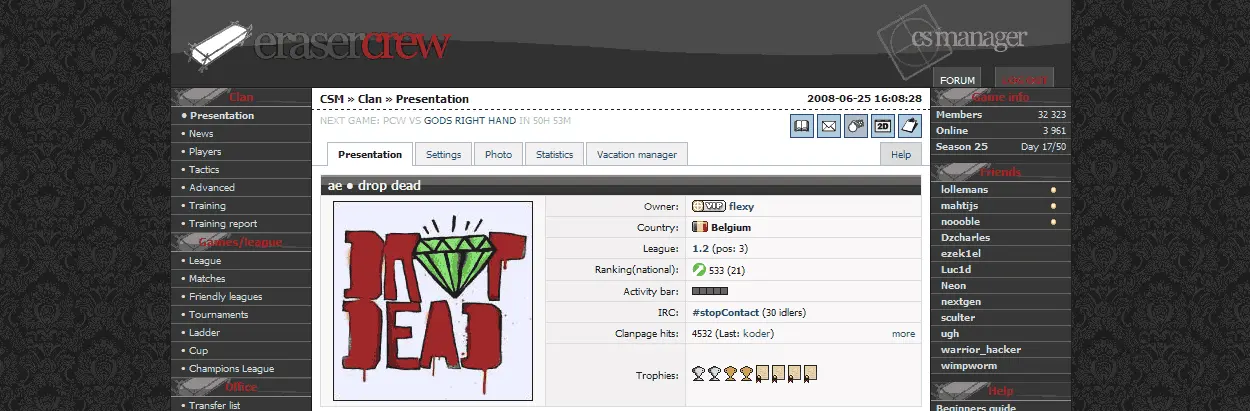 erasercrew
cs manager
FORUM
Clan
• Presentation
• News
• Players
• Tactics
• Advanced
• Training
• Training report
Games/league
• League
• Matches
• Friendly leagues
• Tournaments
• Ladder
• Cup
• Champions League
Office
• Transfer list
CSM » Clan » Presentation
2008-06-25 16:08:28
NEXT GAME: PCW VS GODS RIGHT HAND IN 50H 53M
2D
Presentation
Settings
Photo
Statistics
Vacation manager
Help
ae • drop dead
DROP
DEAD
Owner: VIP flexy
Country: Belgium
League: 1.2 (pos: 3)
Ranking(national): 533 (21)
Activity bar:
IRC: #stopContact (30 idlers)
Clanpage hits: 4532 (Last: koder) more
Trophies:
Game info
Members 32 323
Online 3 961
Season 25 Day 17/50
Friends
lollemans
mahtijs
noooble
Dzcharles
ezek1el
Luc1d
Neon
nextgen
sculter
ugh
warrior_hacker
wimpworm
Help
Beginners guide